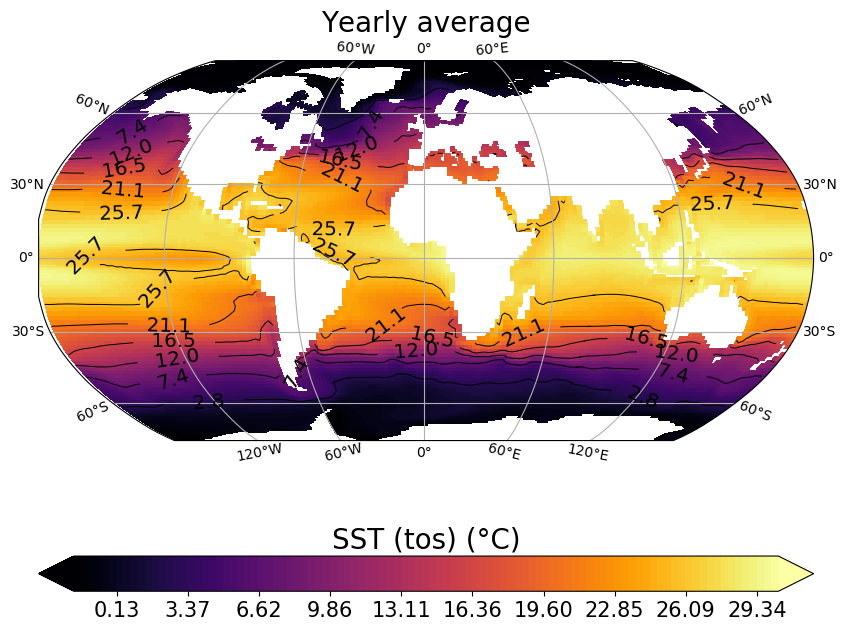 Yearly average
60°W 0° 60°E
60°N 60°N
7.4 7.4
12.0 12.0
16.5 16.5
21.1 21.1 21.1
30°N 30°N
25.7 25.7
25.7
25.7 25.7
0° 0°
25.7
21.1 21.1 21.1
30°S 16.5 16.5 16.5 30°S
12.0 12.0 12.0
7.4 7.4 7.4
2.8 2.8
60°S 60°S
120°W 60°W 0° 60°E 120°E
SST (tos) (°C)
0.13 3.37 6.62 9.86 13.11 16.36 19.60 22.85 26.09 29.34